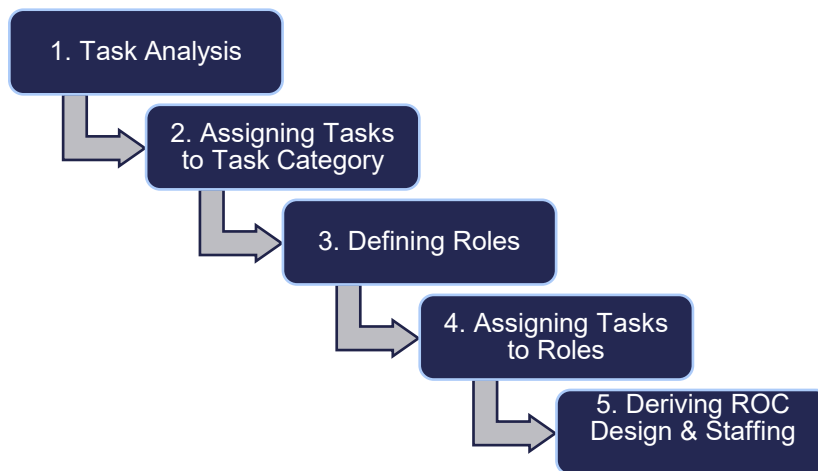 1. Task Analysis
2. Assigning Tasks
to Task Category
3. Defining Roles
4. Assigning Tasks
to Roles
5. Deriving ROC
Design & Staffing